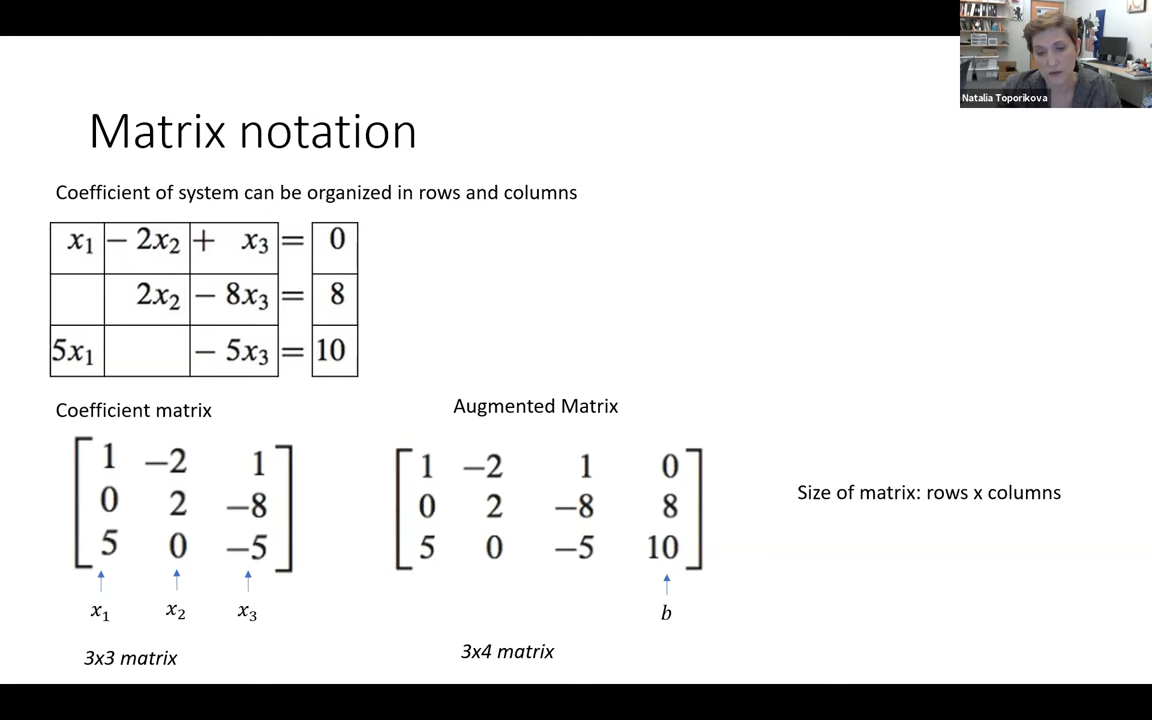 Natalia Toporikova
Matrix notation
Coefficient of system can be organized in rows and columns
x₁ − 2x₂ + x₃ = 0
2x₂ − 8x₃ = 8
5x₁ − 5x₃ = 10
Coefficient matrix
1 −2 1
0 2 −8
5 0 −5
x₁ x₂ x₃
3x3 matrix
Augmented Matrix
1 −2 1 0
0 2 −8 8
5 0 −5 10
b
3x4 matrix
Size of matrix: rows x columns